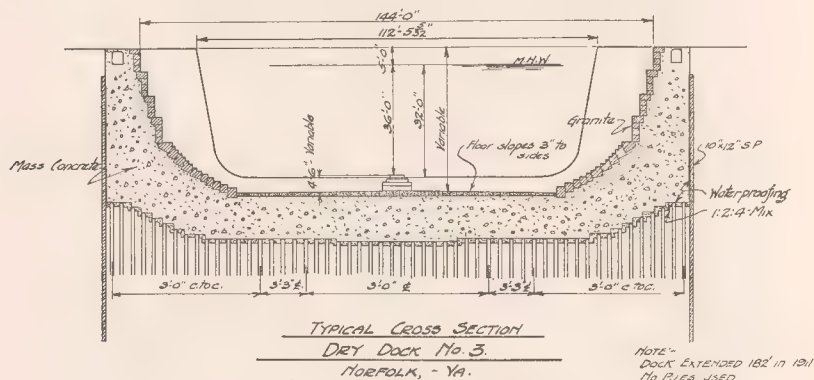 144'-0"
112'-5 5/32"
5'-0"
M.H.W
36'-0"
32'-0"
Variable
4'-6"
Variable
Granite
Floor slopes 3" to
sides
Mass Concrete
10"x12" S.P
Waterproofing
1:2:4-Mix
3'-0" C.to C.
3'-3" ⅊
3'-0" ⅊
3'-3" ⅊
3'-0" C to C.
TYPICAL CROSS SECTION
DRY DOCK No. 3.
NORFOLK, - VA.
NOTE:-
DOCK EXTENDED 182' in 1911
No PILES USED